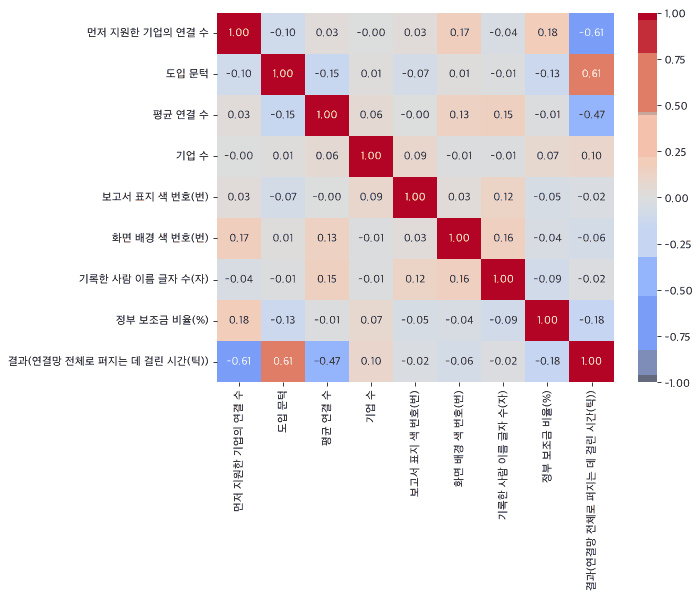 먼저 지원한 기업의 연결 수 1.00 -0.10 0.03 -0.00 0.03 0.17 -0.04 0.18 -0.61
도입 문턱 -0.10 1.00 -0.15 0.01 -0.07 0.01 -0.01 -0.13 0.61
평균 연결 수 0.03 -0.15 1.00 0.06 -0.00 0.13 0.15 -0.01 -0.47
기업 수 -0.00 0.01 0.06 1.00 0.09 -0.01 -0.01 0.07 0.10
보고서 표지 색 번호(번) 0.03 -0.07 -0.00 0.09 1.00 0.03 0.12 -0.05 -0.02
화면 배경 색 번호(번) 0.17 0.01 0.13 -0.01 0.03 1.00 0.16 -0.04 -0.06
기록한 사람 이름 글자 수(자) -0.04 -0.01 0.15 -0.01 0.12 0.16 1.00 -0.09 -0.02
정부 보조금 비율(%) 0.18 -0.13 -0.01 0.07 -0.05 -0.04 -0.09 1.00 -0.18
결과(연결망 전체로 퍼지는 데 걸린 시간(틱)) -0.61 0.61 -0.47 0.10 -0.02 -0.06 -0.02 -0.18 1.00
먼저 지원한 기업의 연결 수
도입 문턱
평균 연결 수
기업 수
보고서 표지 색 번호(번)
화면 배경 색 번호(번)
기록한 사람 이름 글자 수(자)
정부 보조금 비율(%)
결과(연결망 전체로 퍼지는 데 걸린 시간(틱))
1.00
0.75
0.50
0.25
0.00
-0.25
-0.50
-0.75
-1.00